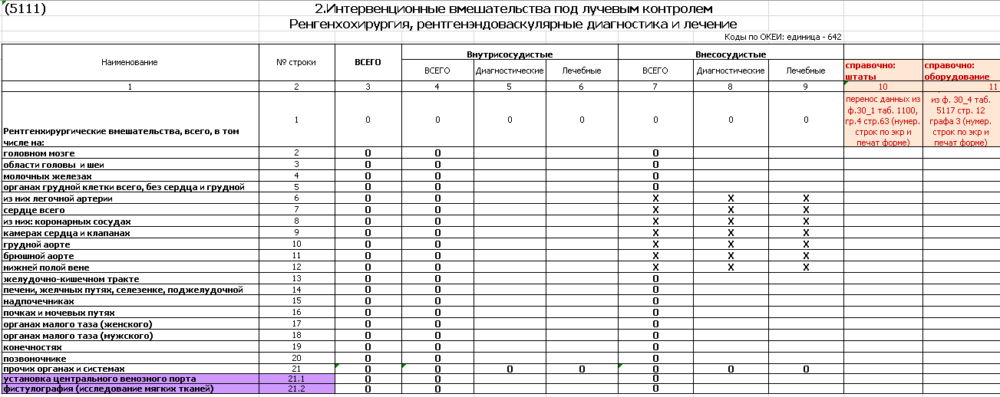 (5111) 2.Интервенционные вмешательства под лучевым контролем
Ренгенхохирургия, рентгенэндоваскулярные диагностика и лечение
Коды по ОКЕИ: единица - 642
Наименование № строки ВСЕГО Внутрисосудистые Внесосудистые
ВСЕГО Диагностические Лечебные ВСЕГО Диагностические Лечебные справочно: штаты справочно: оборудование
1 2 3 4 5 6 7 8 9 10 11
Рентгенхирургические вмешательства, всего, в том
числе на: 1 0 0 0 0 0 0 0
перенос данных из
ф.30_1 таб. 1100,
гр.4 стр.63 (нумер.
строк по экр и
печат форме)
из ф. 30_4 таб.
5117 стр. 12
графа 3 (нумер.
строк по экр и
печат форме)
головном мозге 2 0 0 0
области головы и шеи 3 0 0 0
молочных железах 4 0 0 0
органах грудной клетки всего, без сердца и грудной 5 0 0 0
из них легочной артерии 6 0 0 X X X
сердце всего 7 0 0 X X X
из них: коронарных сосудах 8 0 0 X X X
камерах сердца и клапанах 9 0 0 X X X
грудной аорте 10 0 0 X X X
брюшной аорте 11 0 0 X X X
нижней полой вене 12 0 0 X X X
желудочно-кишечном тракте 13 0 0 0
печени, желчных путях, селезенке, поджелудочной 14 0 0 0
надпочечниках 15 0 0 0
почках и мочевых путях 16 0 0 0
органах малого таза (женского) 17 0 0 0
органах малого таза (мужского) 18 0 0 0
конечностях 19 0 0 0
позвоночнике 20 0 0 0
прочих органах и системах 21 0 0 0 0 0 0 0
установка центрального венозного порта 21.1 0 0 0
фистулография (исследование мягких тканей) 21.2 0 0 0